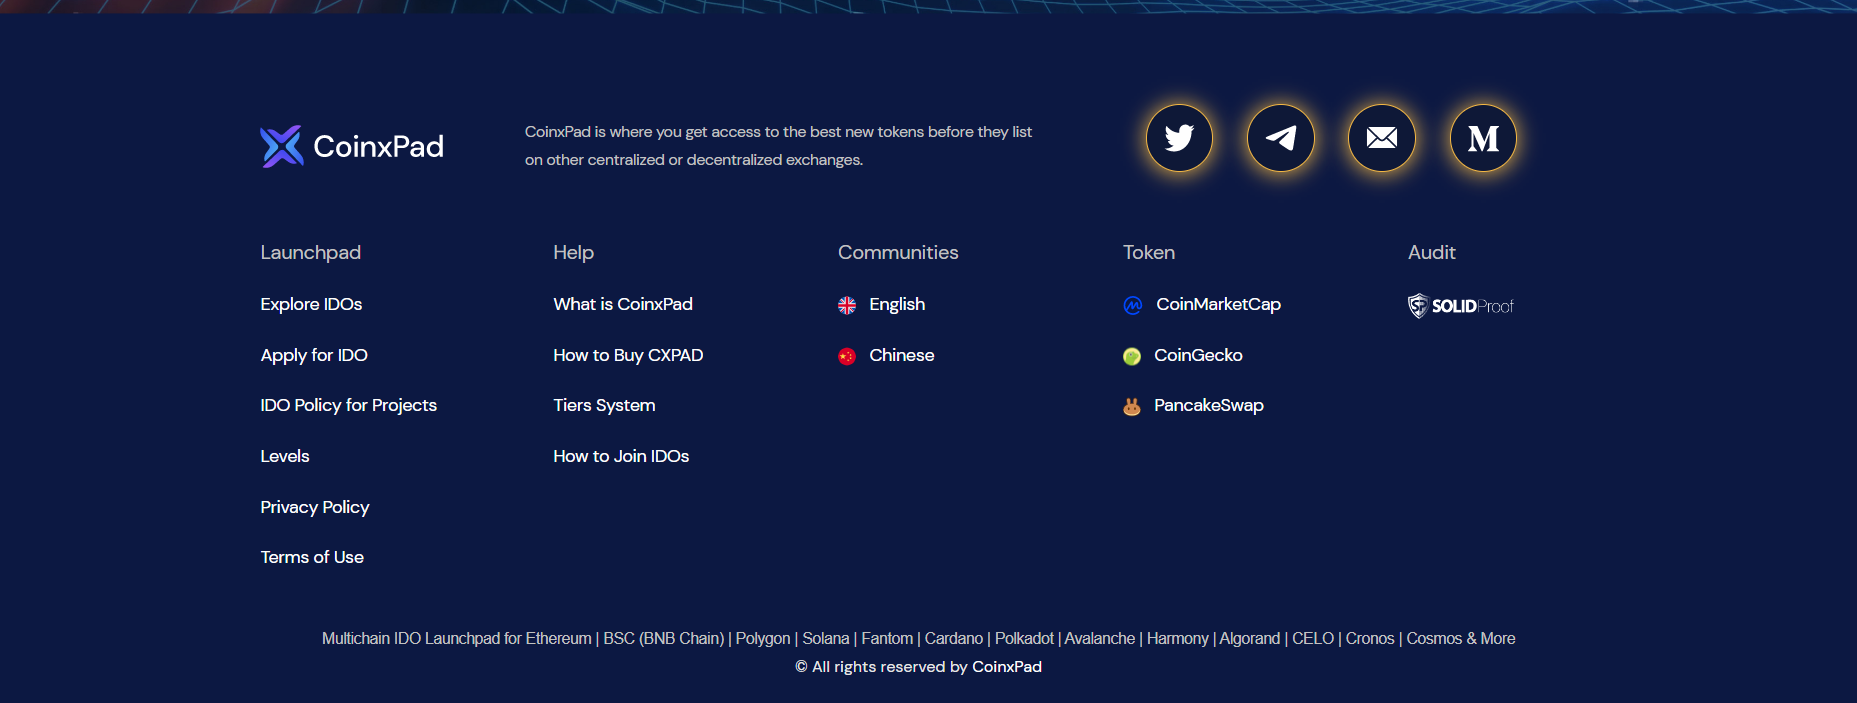 CoinxPad
CoinxPad is where you get access to the best new tokens before they list
on other centralized or decentralized exchanges.
M
Launchpad
Explore IDOs
Apply for IDO
IDO Policy for Projects
Levels
Privacy Policy
Terms of Use
Help
What is CoinxPad
How to Buy CXPAD
Tiers System
How to Join IDOs
Communities
English
Chinese
Token
CoinMarketCap
CoinGecko
PancakeSwap
Audit
SOLIDProof
Multichain IDO Launchpad for Ethereum | BSC (BNB Chain) | Polygon | Solana | Fantom | Cardano | Polkadot | Avalanche | Harmony | Algorand | CELO | Cronos | Cosmos & More
© All rights reserved by CoinxPad